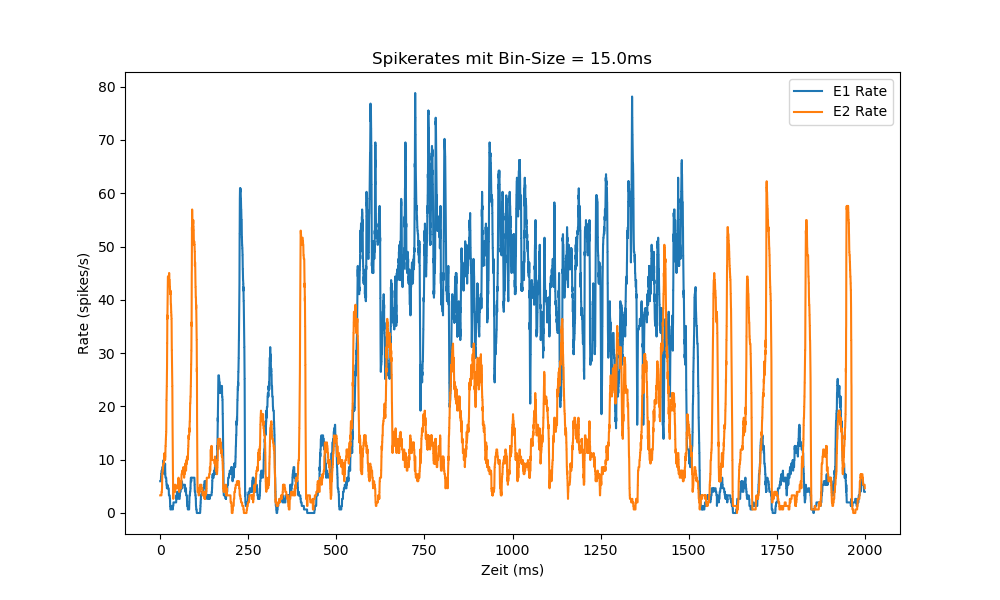 Spikerates mit Bin-Size = 15.0ms
E1 Rate
E2 Rate
80
70
60
50
40
30
20
10
0
Rate (spikes/s)
0 250 500 750 1000 1250 1500 1750 2000
Zeit (ms)